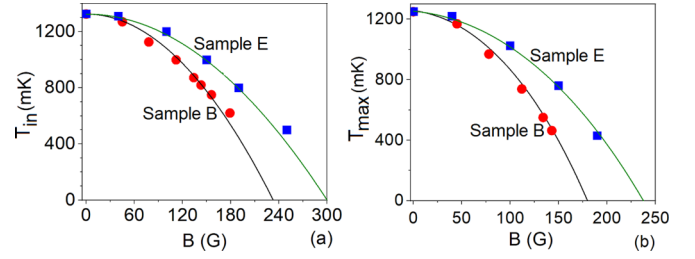 1200
800
400
0
T_in (mK)
Sample E
Sample B
0 60 120 180 240 300
B (G)
(a)
1200
800
400
0
T_max (mK)
Sample E
Sample B
0 50 100 150 200 250
B (G)
(b)